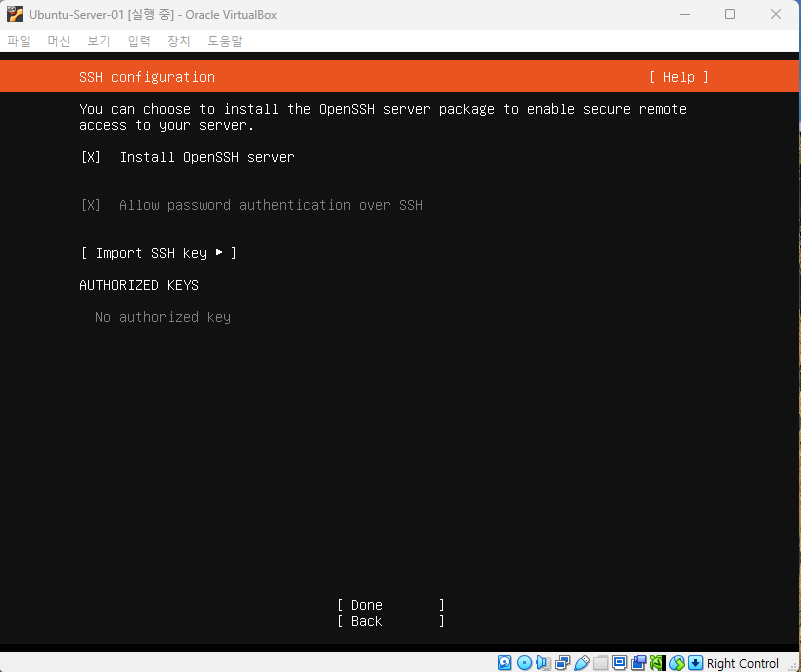 Ubuntu-Server-01 [실행 중] - Oracle VirtualBox
파일 머신 보기 입력 장치 도움말
SSH configuration [ Help ]
You can choose to install the OpenSSH server package to enable secure remote
access to your server.
[X] Install OpenSSH server
[X] Allow password authentication over SSH
[ Import SSH key ▸ ]
AUTHORIZED KEYS
No authorized key
[ Done ]
[ Back ]
Right Control